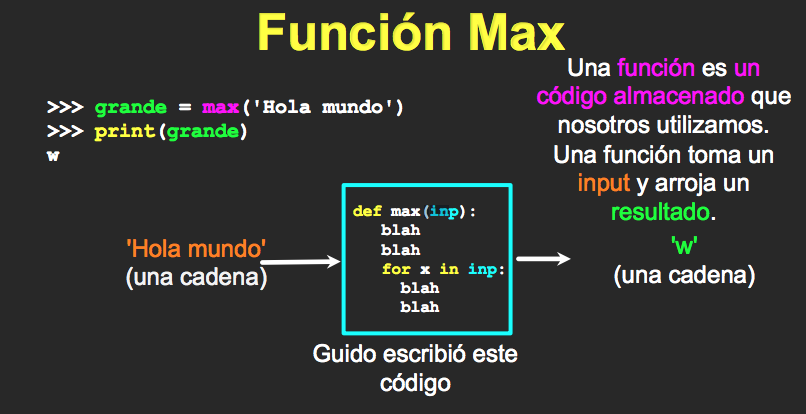 Función Max
>>> grande = max('Hola mundo')
>>> print(grande)
w
Una función es un
código almacenado que
nosotros utilizamos.
Una función toma un
input y arroja un
resultado.
'Hola mundo'
(una cadena)
def max(inp):
blah
blah
for x in inp:
blah
blah
'w'
(una cadena)
Guido escribió este
código